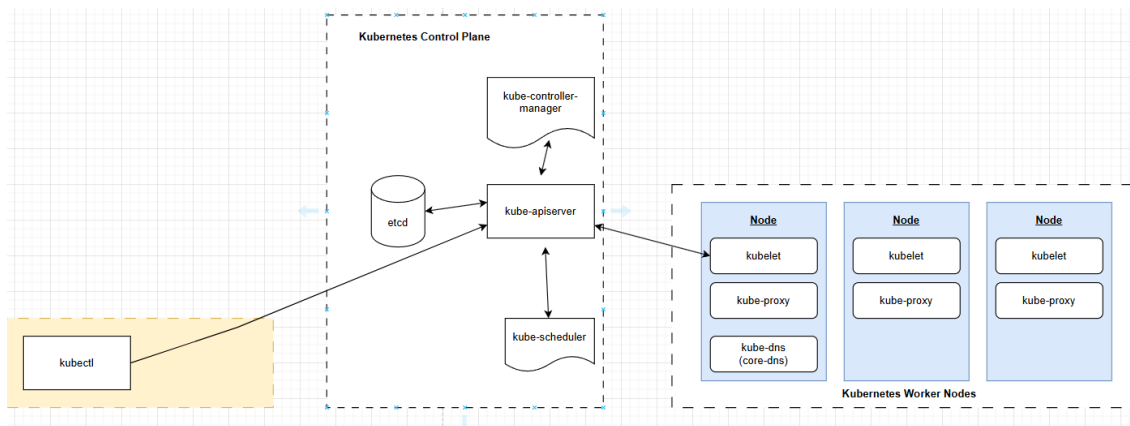 Kubernetes Control Plane
kube-controller-
manager
etcd
kube-apiserver
kube-scheduler
kubectl
Node
kubelet
kube-proxy
kube-dns
(core-dns)
Node
kubelet
kube-proxy
Node
kubelet
kube-proxy
Kubernetes Worker Nodes